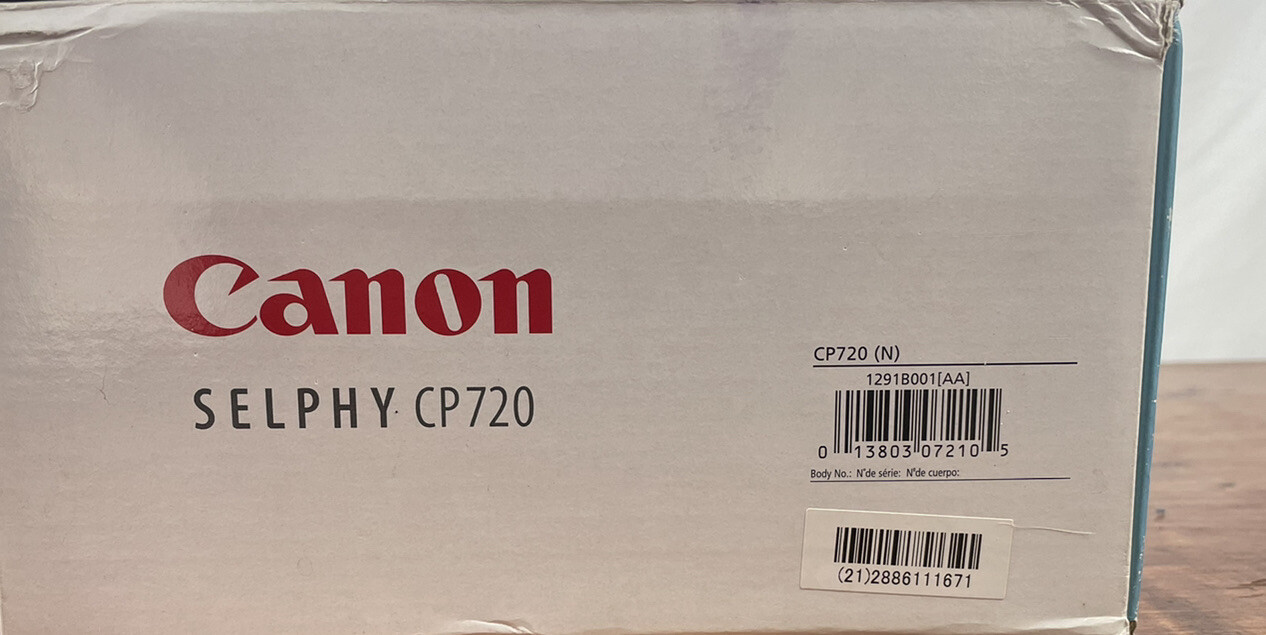 Canon
SELPHY CP720
CP720 (N)
1291B001[AA]
0 13803 07210 5
Body No.: N°de série: N°de cuerpo:
(21)2886111671